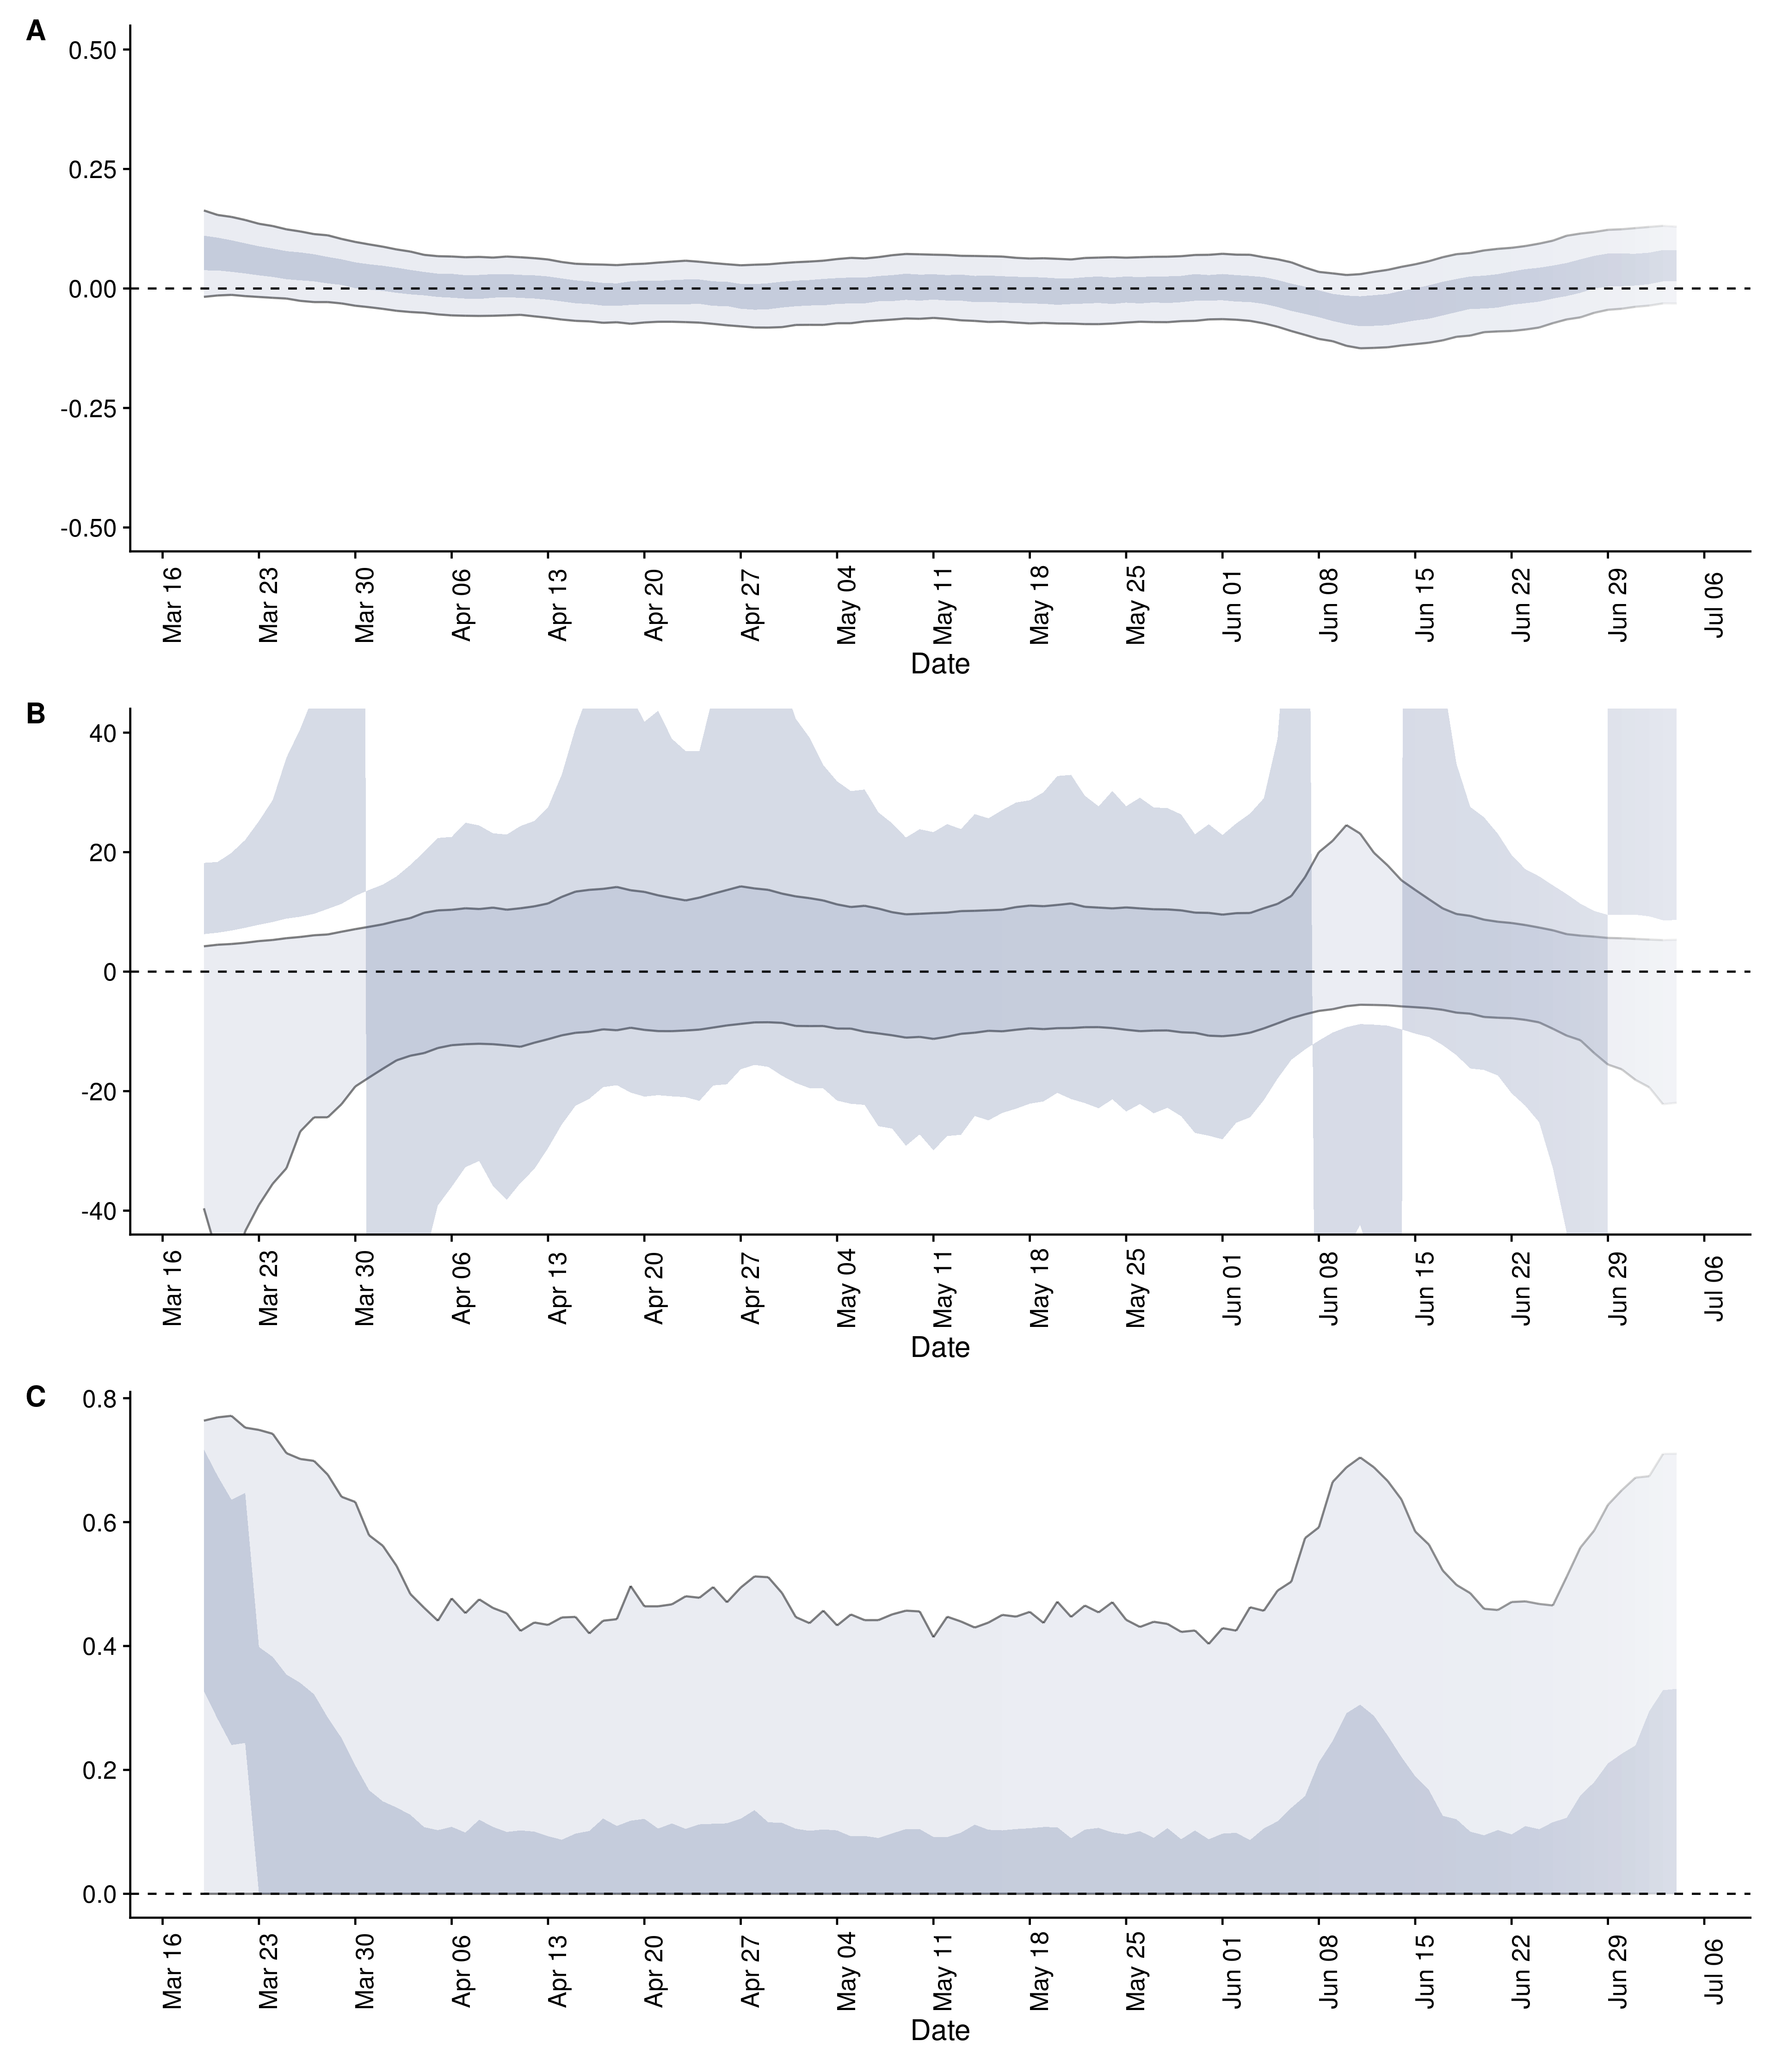 A
0.50
0.25
0.00
-0.25
-0.50
Mar 16
Mar 23
Mar 30
Apr 06
Apr 13
Apr 20
Apr 27
May 04
May 11
May 18
May 25
Jun 01
Jun 08
Jun 15
Jun 22
Jun 29
Jul 06
Date
B
40
20
0
-20
-40
Mar 16
Mar 23
Mar 30
Apr 06
Apr 13
Apr 20
Apr 27
May 04
May 11
May 18
May 25
Jun 01
Jun 08
Jun 15
Jun 22
Jun 29
Jul 06
Date
C
0.8
0.6
0.4
0.2
0.0
Mar 16
Mar 23
Mar 30
Apr 06
Apr 13
Apr 20
Apr 27
May 04
May 11
May 18
May 25
Jun 01
Jun 08
Jun 15
Jun 22
Jun 29
Jul 06
Date